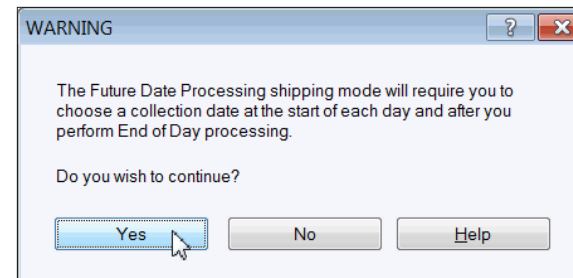 WARNING
?
The Future Date Processing shipping mode will require you to
choose a collection date at the start of each day and after you
perform End of Day processing.
Do you wish to continue?
Yes
No
Help